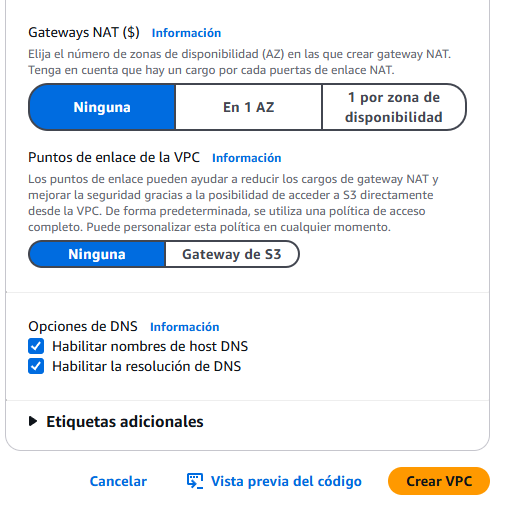 Gateways NAT ($) Información
Elija el número de zonas de disponibilidad (AZ) en las que crear gateway NAT.
Tenga en cuenta que hay un cargo por cada puertas de enlace NAT.
Ninguna
En 1 AZ
1 por zona de
disponibilidad
Puntos de enlace de la VPC Información
Los puntos de enlace pueden ayudar a reducir los cargos de gateway NAT y
mejorar la seguridad gracias a la posibilidad de acceder a S3 directamente
desde la VPC. De forma predeterminada, se utiliza una política de acceso
completo. Puede personalizar esta política en cualquier momento.
Ninguna
Gateway de S3
Opciones de DNS Información
Habilitar nombres de host DNS
Habilitar la resolución de DNS
Etiquetas adicionales
Cancelar
Vista previa del código
Crear VPC